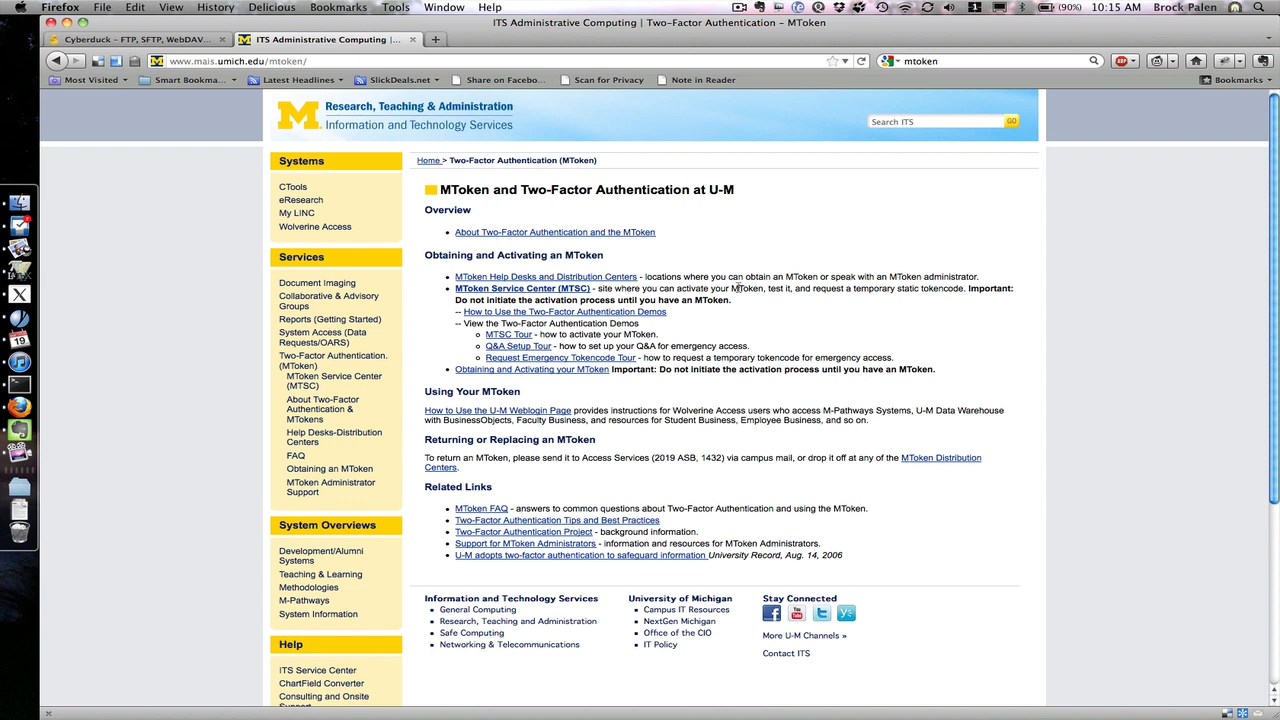 Firefox File Edit View History Delicious Bookmarks Tools Window Help 1 (90%) 10:15 AM Brock Palen
ITS Administrative Computing | Two-Factor Authentication - MToken
Cyberduck – FTP, SFTP, WebDAV... ITS Administrative Computing |...
www.mais.umich.edu/mtoken/ mtoken
Most Visited Smart Bookma... Latest Headlines SlickDeals.net Share on Facebo... Scan for Privacy Note in Reader Bookmarks
M Research, Teaching & Administration
Information and Technology Services
Search ITS GO
Systems
CTools
eResearch
My LINC
Wolverine Access
Services
Document Imaging
Collaborative & Advisory
Groups
Reports (Getting Started)
System Access (Data
Requests/OARS)
Two-Factor Authentication.
(MToken)
MToken Service Center
(MTSC)
About Two-Factor
Authentication &
MTokens
Help Desks-Distribution
Centers
FAQ
Obtaining an MToken
MToken Administrator
Support
System Overviews
Development/Alumni
Systems
Teaching & Learning
Methodologies
M-Pathways
System Information
Help
ITS Service Center
ChartField Converter
Consulting and Onsite
Home > Two-Factor Authentication (MToken)
MToken and Two-Factor Authentication at U-M
Overview
About Two-Factor Authentication and the MToken
Obtaining and Activating an MToken
MToken Help Desks and Distribution Centers - locations where you can obtain an MToken or speak with an MToken administrator.
MToken Service Center (MTSC) - site where you can activate your MToken, test it, and request a temporary static tokencode. Important:
Do not initiate the activation process until you have an MToken.
-- How to Use the Two-Factor Authentication Demos
-- View the Two-Factor Authentication Demos
MTSC Tour - how to activate your MToken.
Q&A Setup Tour - how to set up your Q&A for emergency access.
Request Emergency Tokencode Tour - how to request a temporary tokencode for emergency access.
Obtaining and Activating your MToken Important: Do not initiate the activation process until you have an MToken.
Using Your MToken
How to Use the U-M Weblogin Page provides instructions for Wolverine Access users who access M-Pathways Systems, U-M Data Warehouse
with BusinessObjects, Faculty Business, and resources for Student Business, Employee Business, and so on.
Returning or Replacing an MToken
To return an MToken, please send it to Access Services (2019 ASB, 1432) via campus mail, or drop it off at any of the MToken Distribution
Centers.
Related Links
MToken FAQ - answers to common questions about Two-Factor Authentication and using the MToken.
Two-Factor Authentication Tips and Best Practices
Two-Factor Authentication Project - background information.
Support for MToken Administrators - information and resources for MToken Administrators.
U-M adopts two-factor authentication to safeguard information University Record, Aug. 14, 2006
Information and Technology Services
General Computing
Research, Teaching and Administration
Safe Computing
Networking & Telecommunications
University of Michigan
Campus IT Resources
NextGen Michigan
Office of the CIO
IT Policy
Stay Connected
More U-M Channels »
Contact ITS